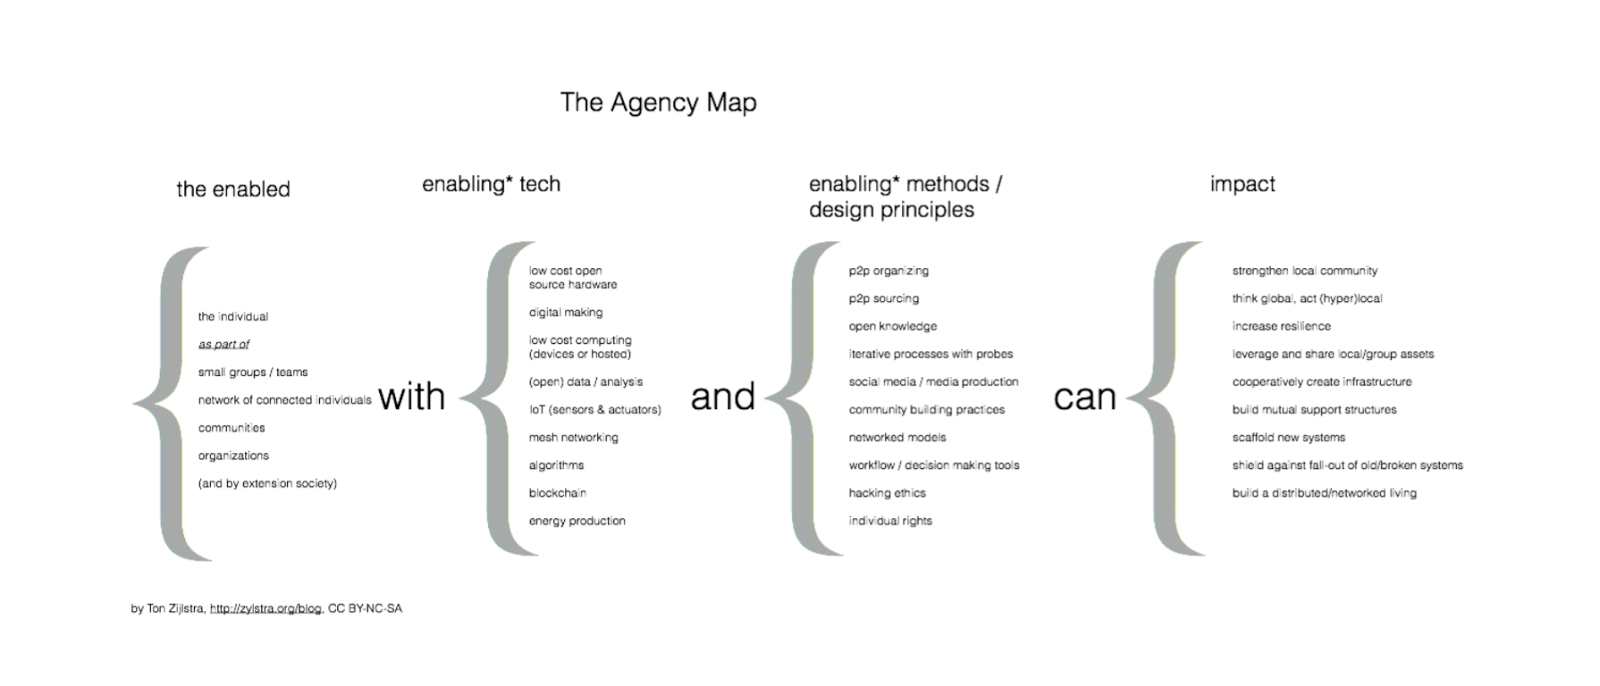 The Agency Map
the enabled
the individual
as part of
small groups / teams
network of connected individuals
communities
organizations
(and by extension society)
with
enabling* tech
low cost open
source hardware
digital making
low cost computing
(devices or hosted)
(open) data / analysis
IoT (sensors & actuators)
mesh networking
algorithms
blockchain
energy production
and
enabling* methods /
design principles
p2p organizing
p2p sourcing
open knowledge
iterative processes with probes
social media / media production
community building practices
networked models
workflow / decision making tools
hacking ethics
individual rights
can
impact
strengthen local community
think global, act (hyper)local
increase resilience
leverage and share local/group assets
cooperatively create infrastructure
build mutual support structures
scaffold new systems
shield against fall-out of old/broken systems
build a distributed/networked living
by Ton Zijlstra, http://zylstra.org/blog, CC BY-NC-SA